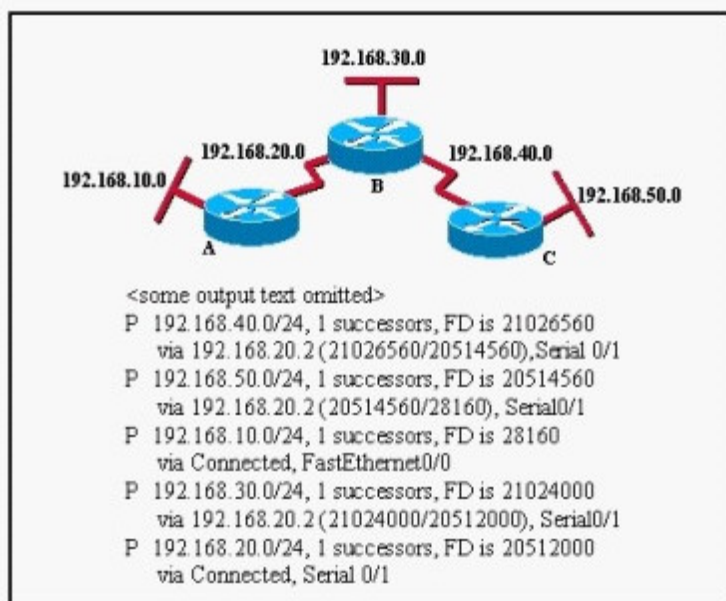 192.168.30.0
192.168.20.0
192.168.40.0
192.168.10.0
B
192.168.50.0
A
C
<some output text omitted>
P 192.168.40.0/24, 1 successors, FD is 21026560
via 192.168.20.2 (21026560/20514560),Serial 0/1
P 192.168.50.0/24, 1 successors, FD is 20514560
via 192.168.20.2 (20514560/28160), Serial0/1
P 192.168.10.0/24, 1 successors, FD is 28160
via Connected, FastEthernet0/0
P 192.168.30.0/24, 1 successors, FD is 21024000
via 192.168.20.2 (21024000/20512000), Serial0/1
P 192.168.20.0/24, 1 successors, FD is 20512000
via Connected, Serial 0/1